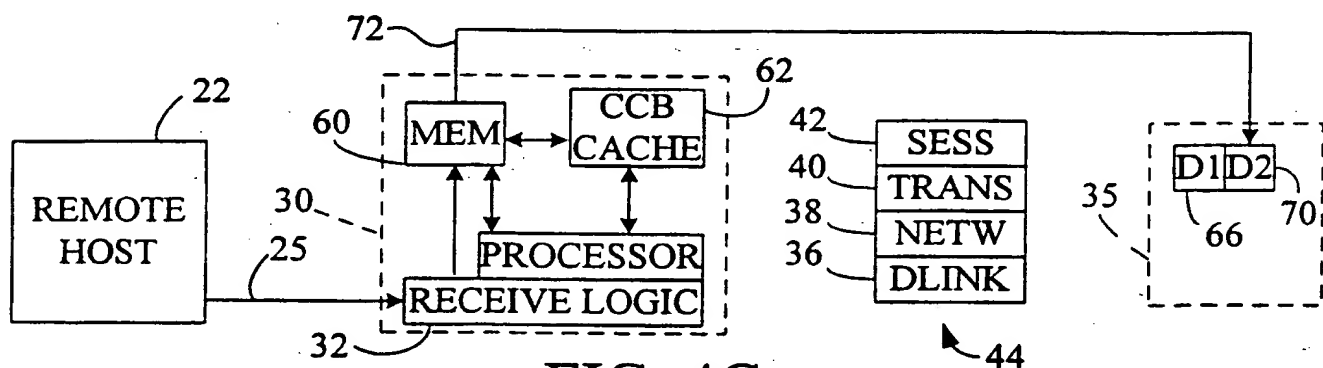 72
22
62
60
MEM
CCB
CACHE
42
SESS
40
TRANS
D1 D2
REMOTE
HOST
30
38
NETW
35
66
70
25
PROCESSOR
36
DLINK
RECEIVE LOGIC
32
44